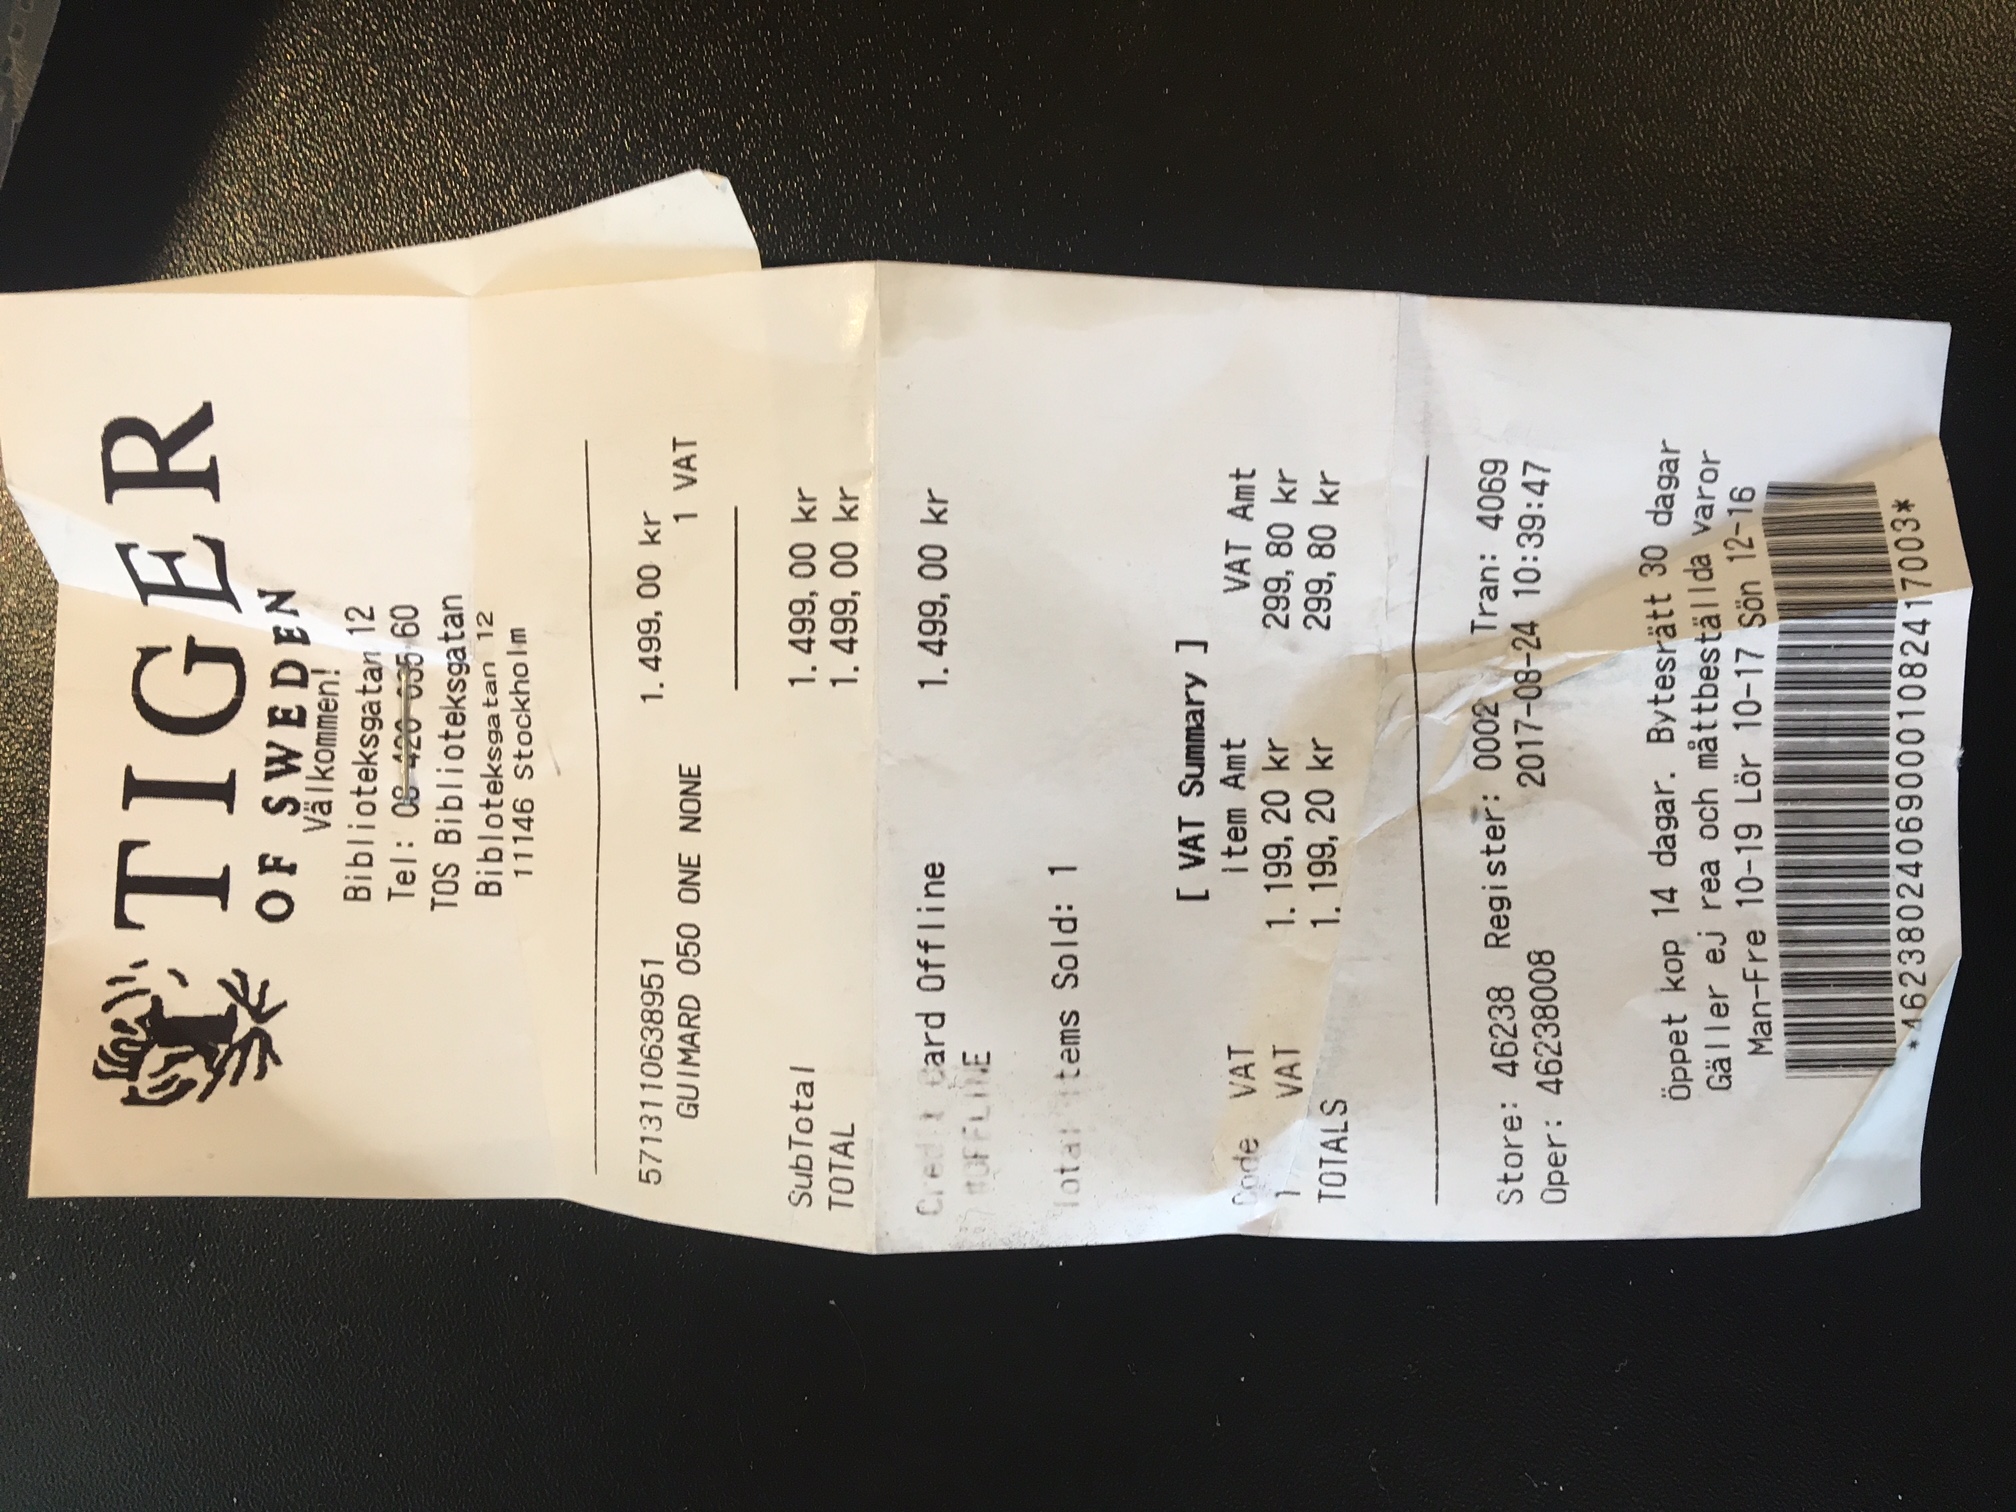 TIGER
OF SWEDEN
Välkommen!
Biblioteksgatan 12
Tel: 08-420 035 60
TOS Biblioteksgatan
Bibloteksgatan 12
11146 Stockholm
5713110638951 1.499,00 kr
GUIMARD 050 ONE NONE 1 VAT
SubTotal 1.499,00 kr
TOTAL 1.499,00 kr
Credit Card Offline 1.499,00 kr
#OFFLINE
Total Items Sold: 1
[ VAT Summary ]
Code VAT Item Amt VAT Amt
1 VAT 1.199,20 kr 299,80 kr
TOTALS 1.199,20 kr 299,80 kr
Store: 46238 Register: 0002 Tran: 4069
Oper: 46238008 2017-08-24 10:39:47
Öppet kop 14 dagar. Bytesrätt 30 dagar
Gäller ej rea och måttbeställda varor
Man-Fre 10-19 Lör 10-17 Sön 12-16
*462380240690001082417003*